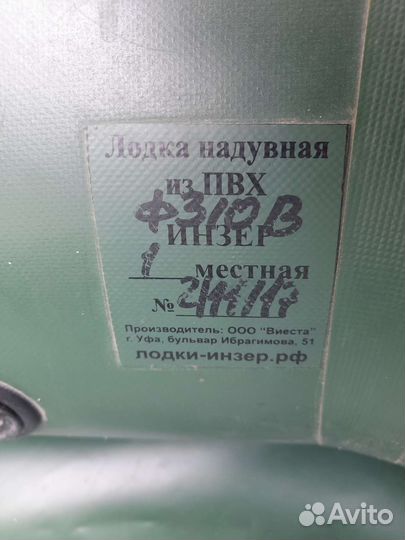 Лодка надувная
из ПВХ
Ф310В
ИНЗЕР
1 местная
№
Производитель: ООО "Виеста"
г. Уфа, бульвар Ибрагимова, 51
лодки-инзер.рф
Avito